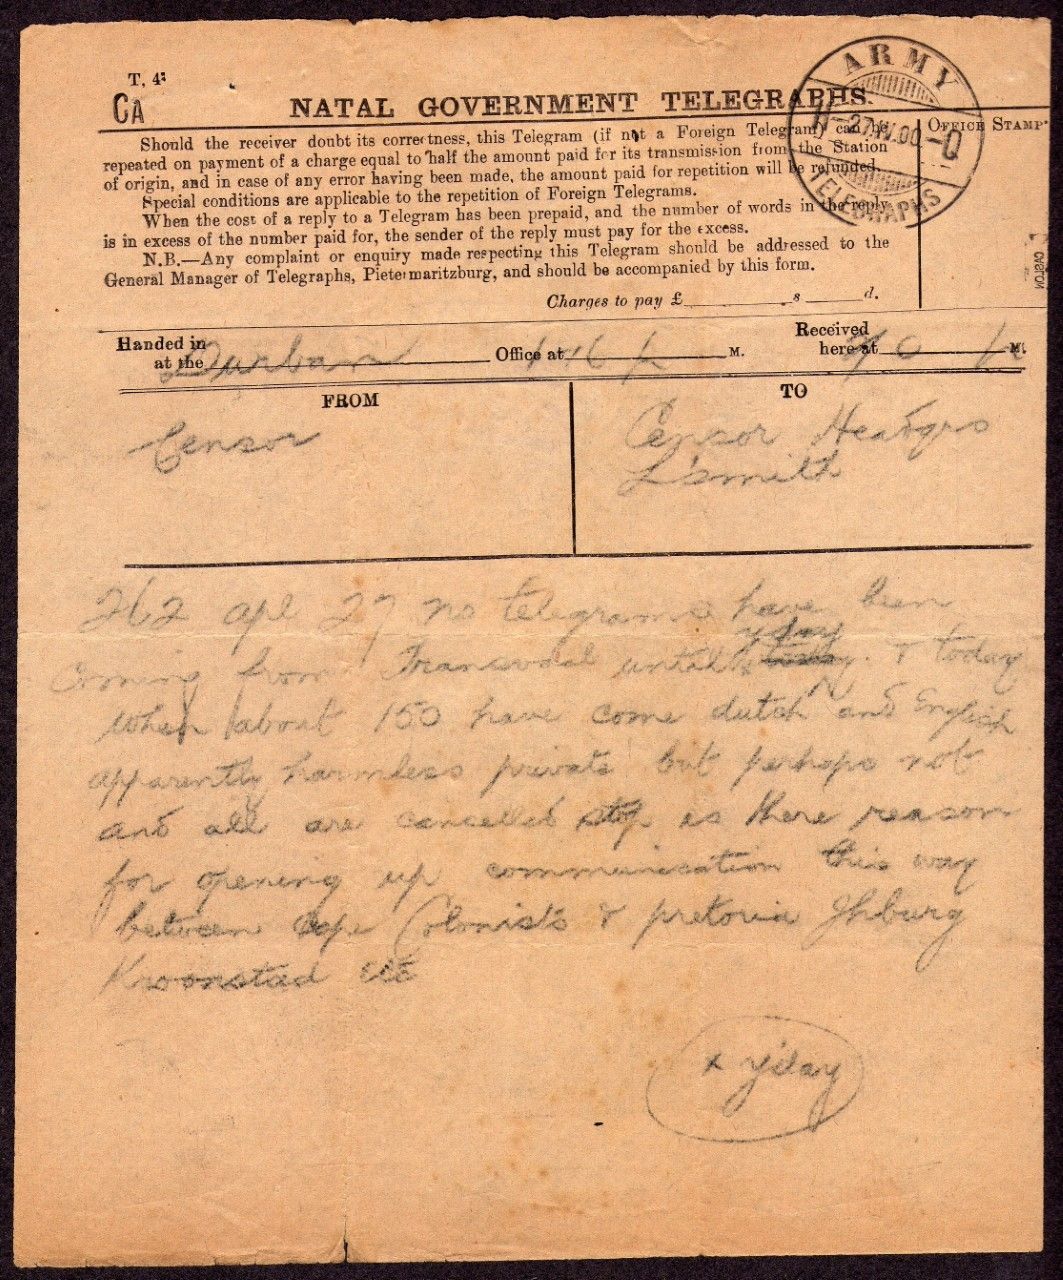 T. 43
CA
NATAL GOVERNMENT TELEGRAPHS.
ARMY
27.IV.00
TELEGRAPHS
Should the receiver doubt its correctness, this Telegram (if not a Foreign Telegram) can be
OFFICE STAMP
repeated on payment of a charge equal to half the amount paid for its transmission from the Station
of origin, and in case of any error having been made, the amount paid for repetition will be refunded.
Special conditions are applicable to the repetition of Foreign Telegrams.
When the cost of a reply to a Telegram has been prepaid, and the number of words in the reply
is in excess of the number paid for, the sender of the reply must pay for the excess.
N.B.—Any complaint or enquiry made respecting this Telegram should be addressed to the
General Manager of Telegraphs, Pietermaritzburg, and should be accompanied by this form.
Charges to pay £ s d.
Handed in at the Durban Office at M. Received here at M.
FROM
TO
Censor
Censor Headqrs
L'smith
262 apl 27 no telegrams have been
yday
coming from Transvaal until today. & today
when about 150 have come dutch and English
apparently harmless private but perhaps not
and all are cancelled stop is there reason
for opening up communication this way
between Cape Colonists & pretoria Jhburg
Kroonstad etc
x y'day